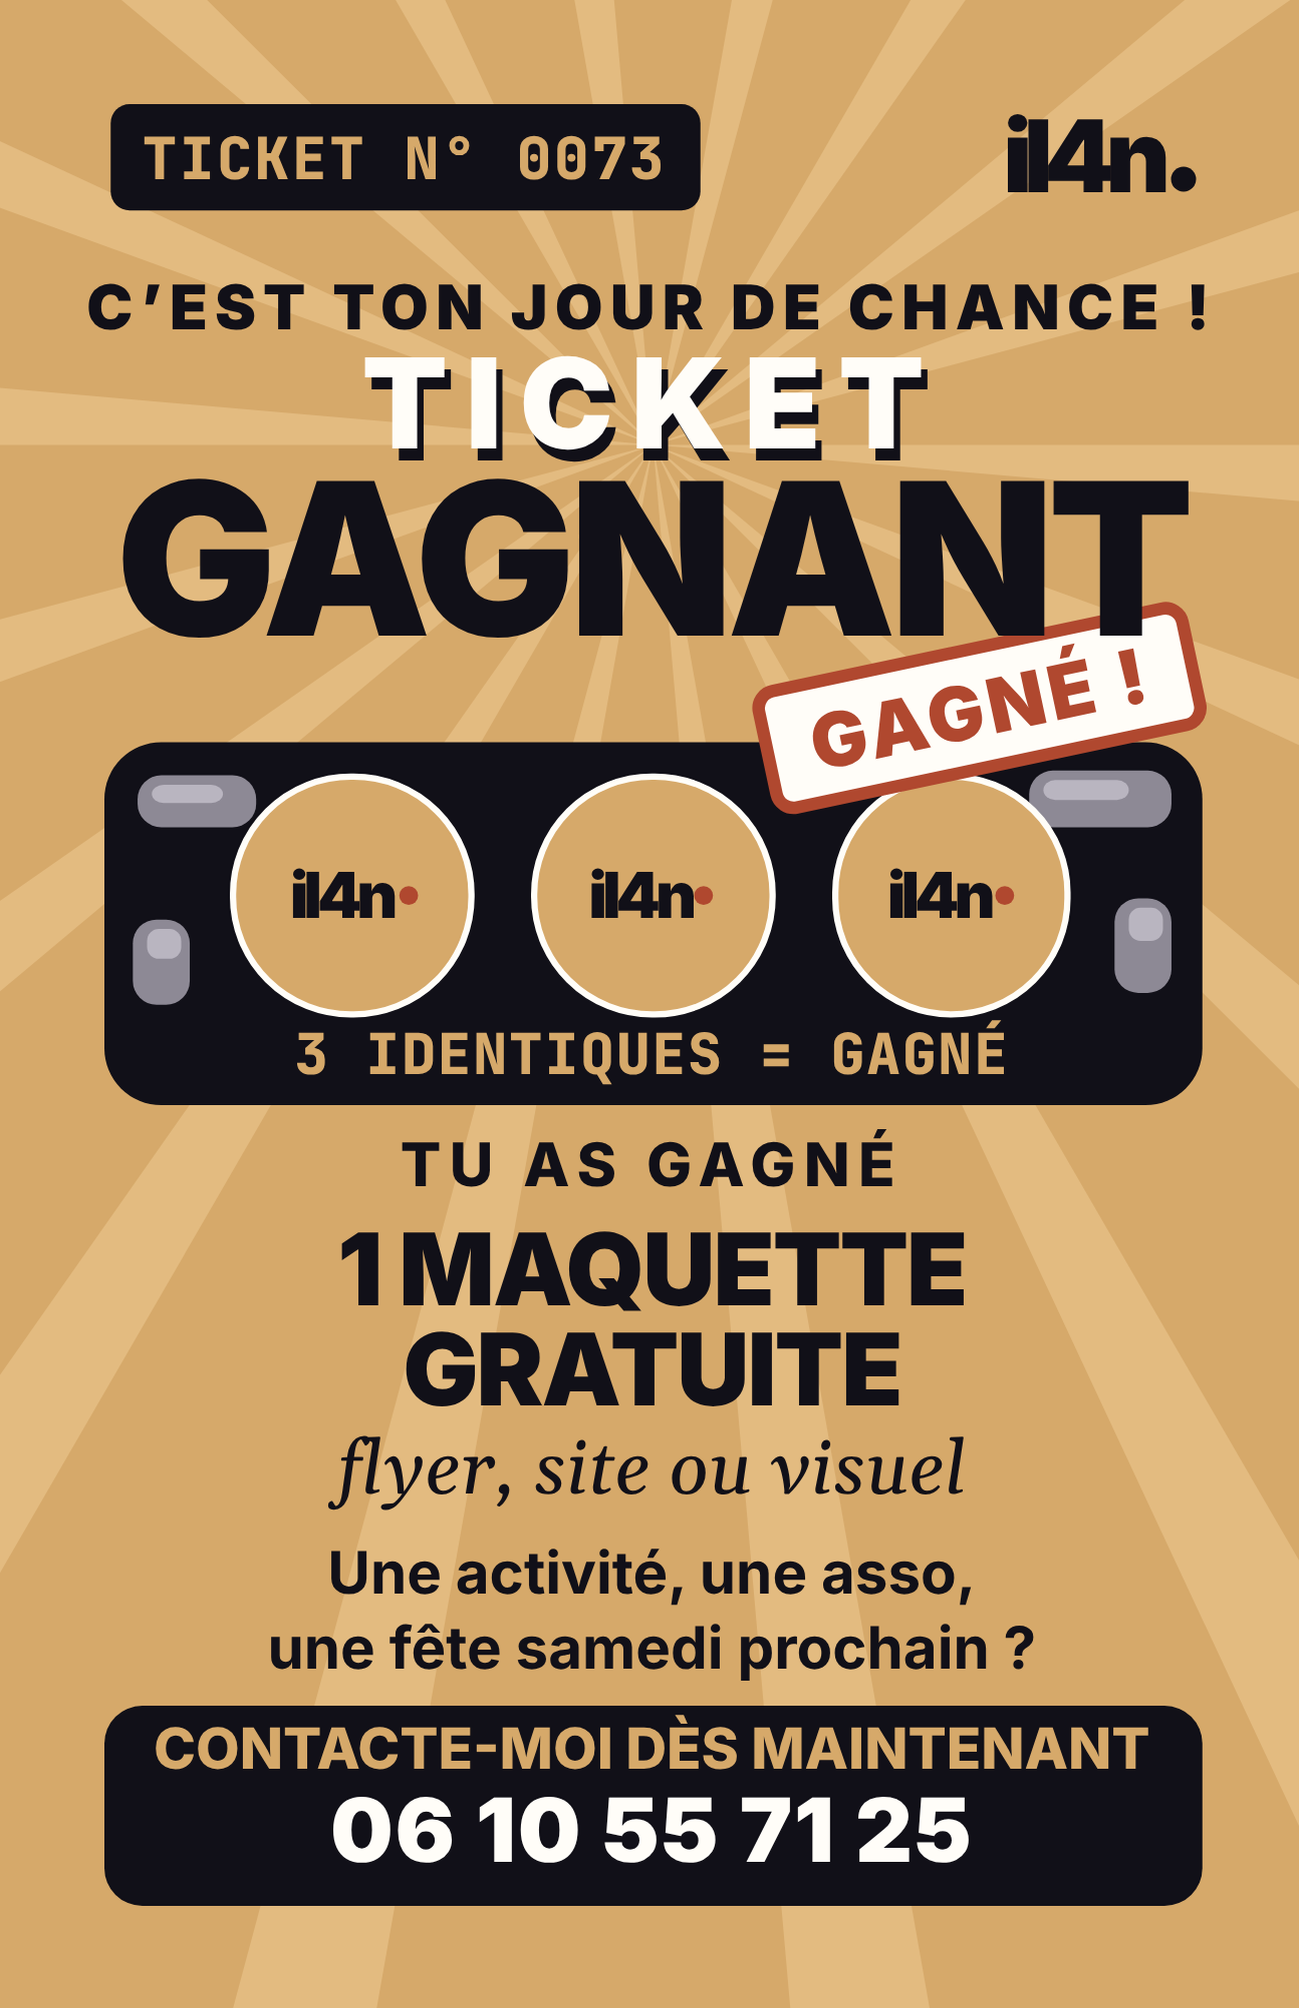 TICKET N° 0073
il4n.
C’EST TON JOUR DE CHANCE !
TICKET
GAGNANT
GAGNÉ !
il4n
il4n
il4n
3 IDENTIQUES = GAGNÉ
TU AS GAGNÉ
1 MAQUETTE
GRATUITE
flyer, site ou visuel
Une activité, une asso,
une fête samedi prochain ?
CONTACTE-MOI DÈS MAINTENANT
06 10 55 71 25